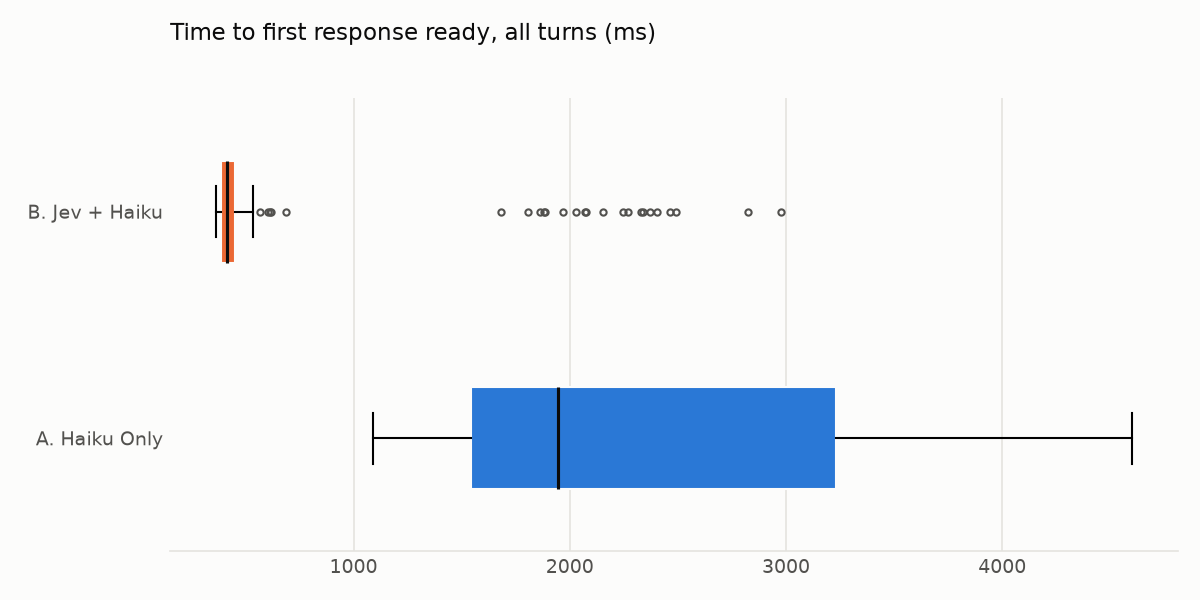 Time to first response ready, all turns (ms)
B. Jev + Haiku
A. Haiku Only
1000 2000 3000 4000